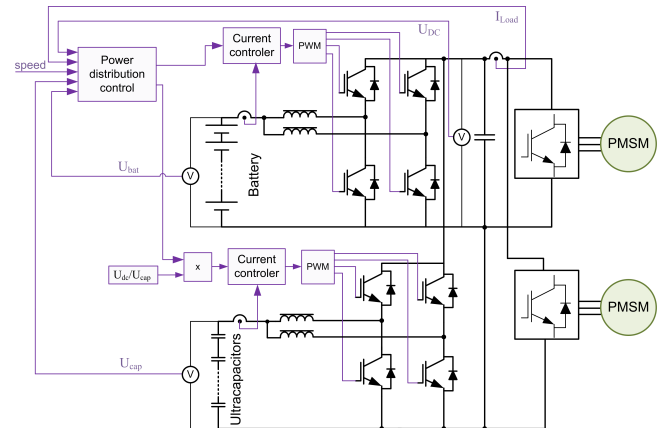 I_Load
U_DC
Current
controler
PWM
Power
distribution
control
speed
V
PMSM
U_bat
V
Battery
U_dc/U_cap
x
Current
controler
PWM
PMSM
U_cap
V
Ultracapacitors